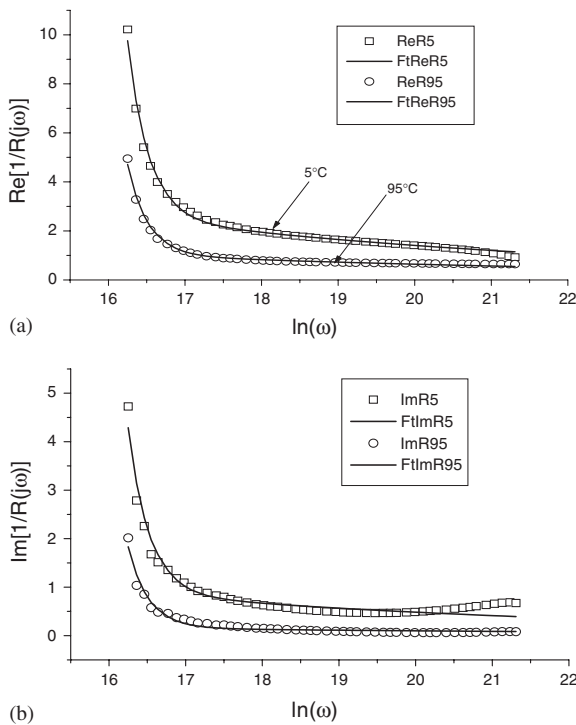 10
8
6
4
2
0
Re[1/R(jω)]
ReR5
FtReR5
ReR95
FtReR95
5°C
95°C
16 17 18 19 20 21 22
(a)
ln(ω)
5
4
3
2
1
0
Im[1/R(jω)]
ImR5
FtImR5
ImR95
FtImR95
16 17 18 19 20 21 22
(b)
ln(ω)